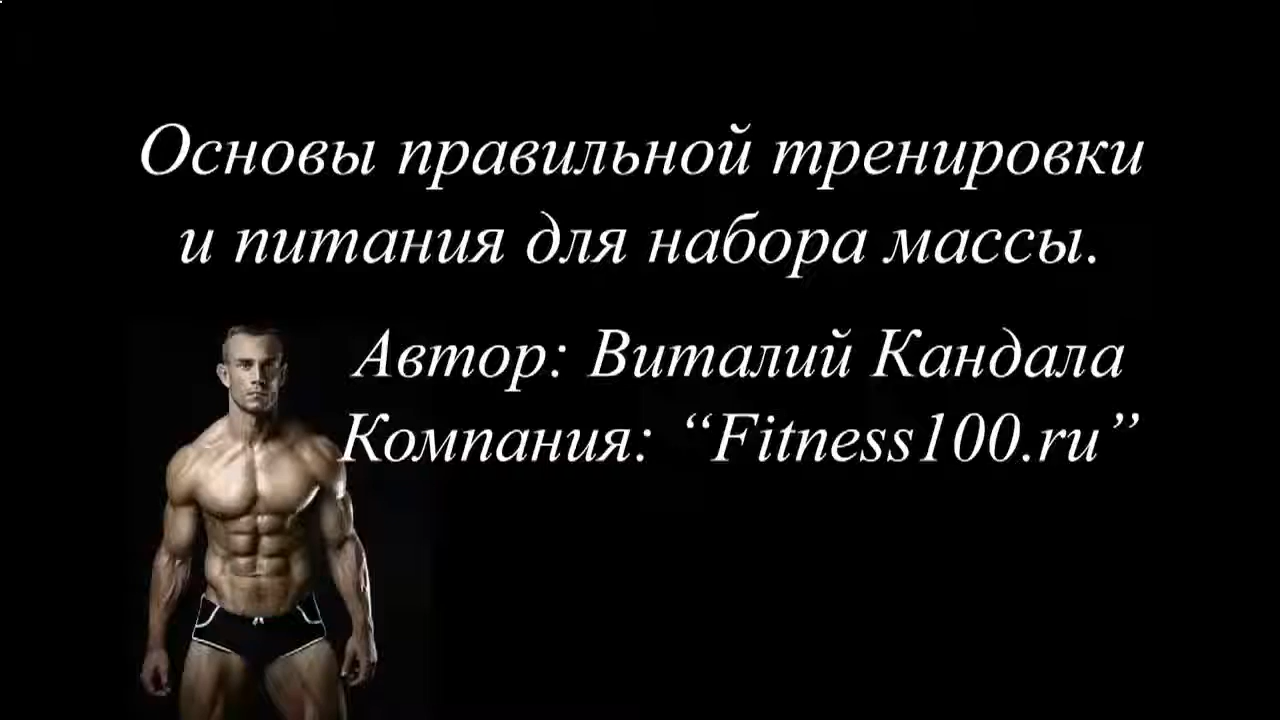 Основы правильной тренировки
и питания для набора массы.
Автор: Виталий Кандала
Компания: “Fitness100.ru”